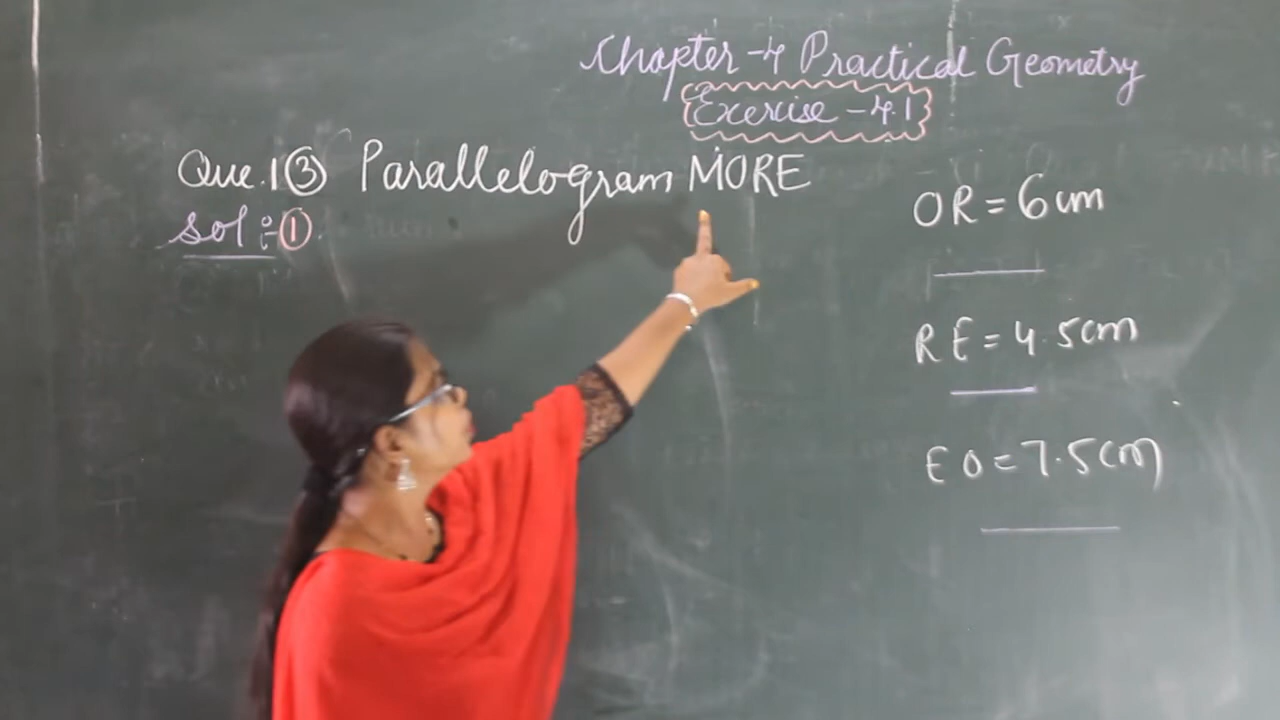 Chapter-4 Practical Geometry
Exercise-4.1
Que.1③ Parallelogram MORE
Sol:-①.
OR=6cm
RE=4.5cm
EO=7.5cm